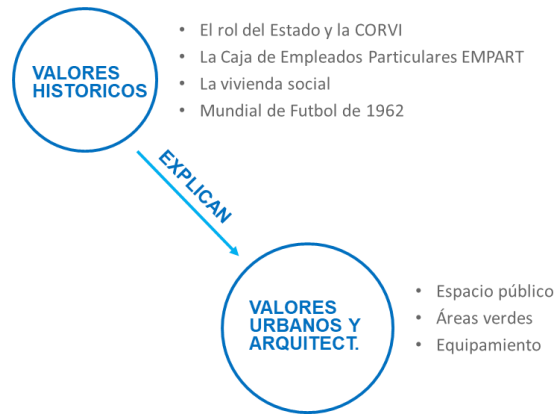 VALORES
HISTORICOS
• El rol del Estado y la CORVI
• La Caja de Empleados Particulares EMPART
• La vivienda social
• Mundial de Futbol de 1962
EXPLICAN
VALORES
URBANOS Y
ARQUITECT.
• Espacio público
• Áreas verdes
• Equipamiento